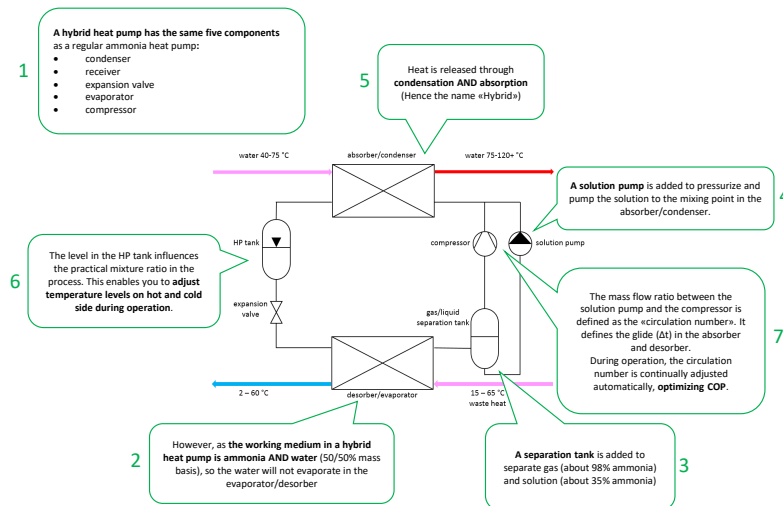 1
A hybrid heat pump has the same five components
as a regular ammonia heat pump:
• condenser
• receiver
• expansion valve
• evaporator
• compressor
5
Heat is released through
condensation AND absorption
(Hence the name «Hybrid»)
water 40-75 °C
absorber/condenser
water 75-120+ °C
A solution pump is added to pressurize and
pump the solution to the mixing point in the
absorber/condenser.
4
HP tank
compressor
solution pump
6
The level in the HP tank influences
the practical mixture ratio in the
process. This enables you to adjust
temperature levels on hot and cold
side during operation.
expansion
valve
gas/liquid
separation tank
The mass flow ratio between the
solution pump and the compressor is
defined as the «circulation number». It
defines the glide (Δt) in the absorber
and desorber.
During operation, the circulation
number is continually adjusted
automatically, optimizing COP.
7
2 – 60 °C
desorber/evaporator
15 – 65 °C
waste heat
2
However, as the working medium in a hybrid
heat pump is ammonia AND water (50/50% mass
basis), so the water will not evaporate in the
evaporator/desorber
A separation tank is added to
separate gas (about 98% ammonia)
and solution (about 35% ammonia)
3